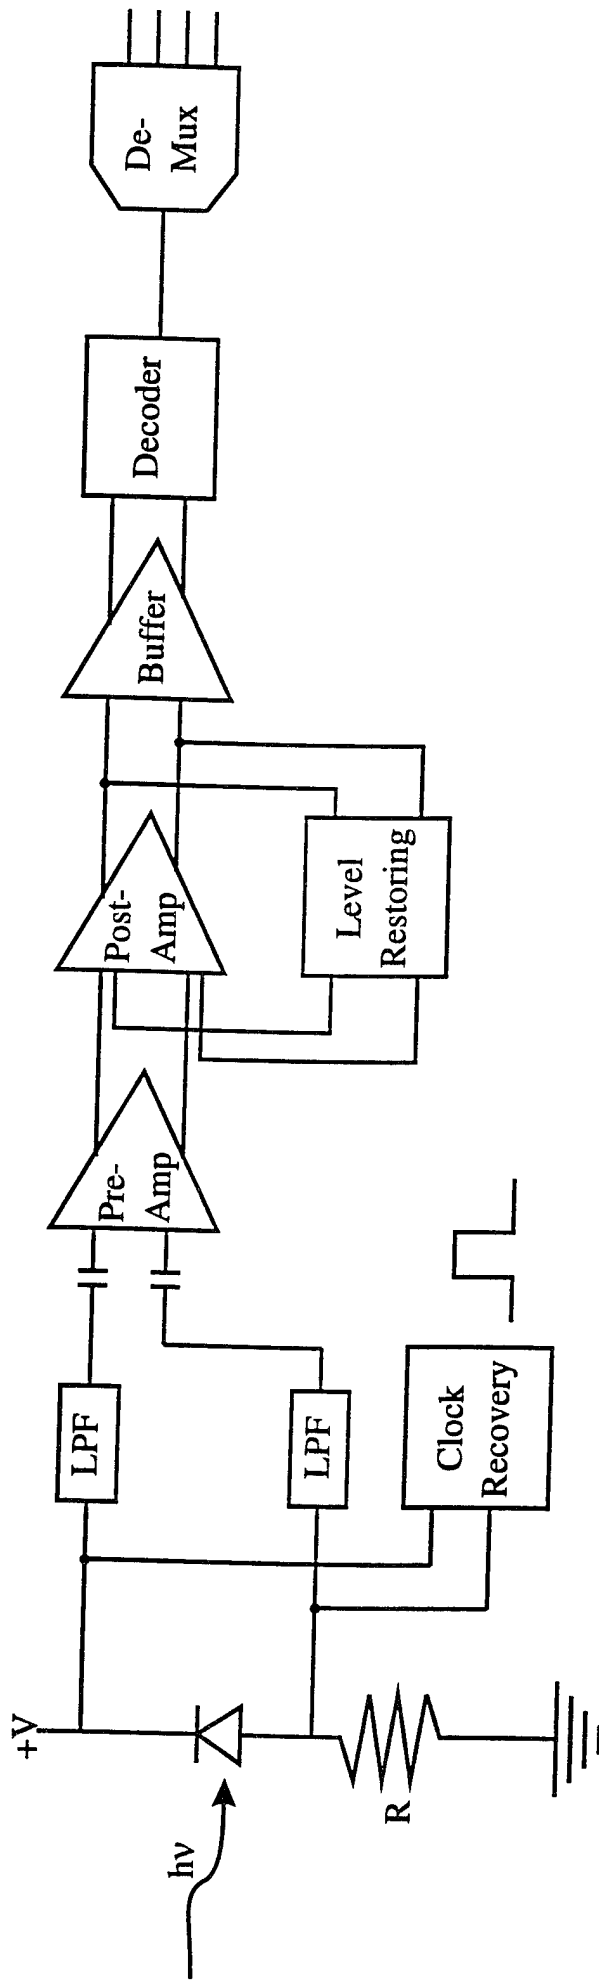 hν
+V
R
LPF
LPF
Clock
Recovery
Pre-
Amp
Post-
Amp
Level
Restoring
Buffer
Decoder
De-
Mux